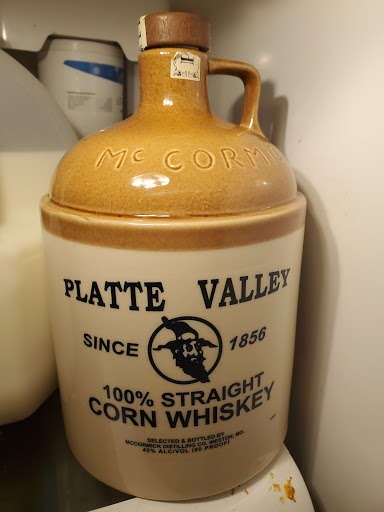 McCORMI
PLATTE VALLEY
SINCE 1856
100% STRAIGHT
CORN WHISKEY
SELECTED & BOTTLED BY
McCORMICK DISTILLING CO. WESTON, MO.
40% ALC/VOL (80 PROOF)